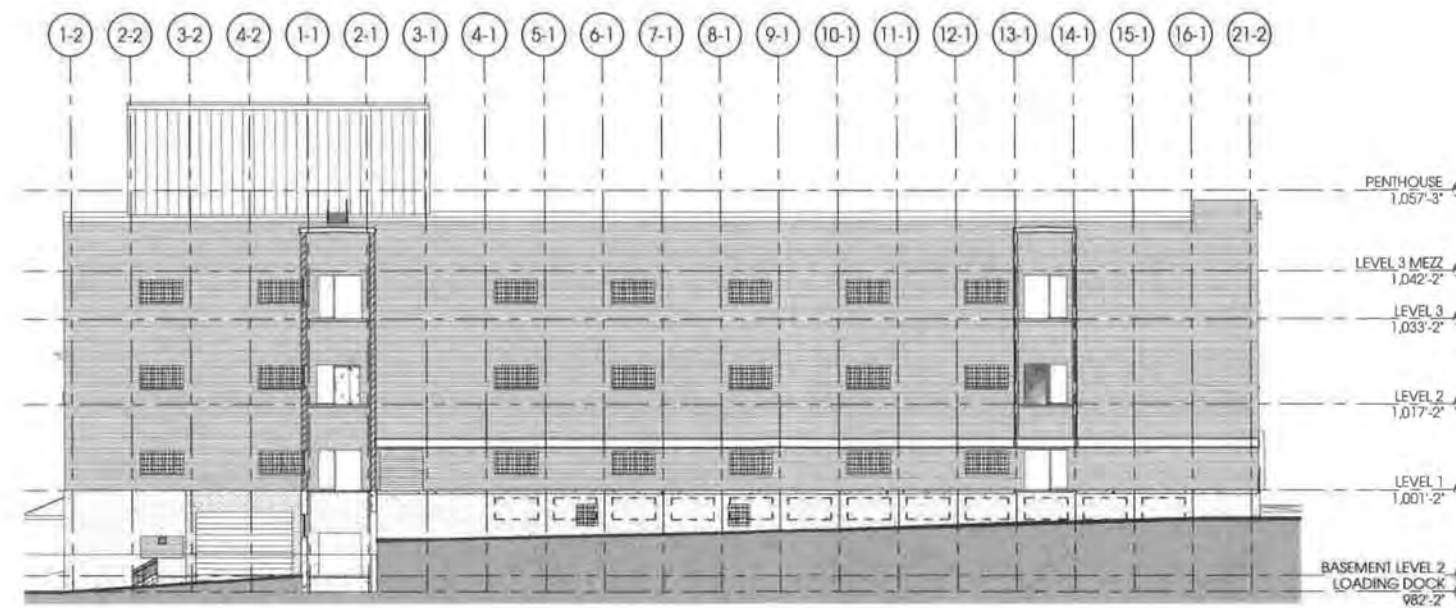 1-2 2-2 3-2 4-2 1-1 2-1 3-1 4-1 5-1 6-1 7-1 8-1 9-1 10-1 11-1 12-1 13-1 14-1 15-1 16-1 21-2
PENTHOUSE
1,057'-3"
LEVEL 3 MEZZ
1,042'-2"
LEVEL 3
1,033'-2"
LEVEL 2
1,017'-2"
LEVEL 1
1,001'-2"
BASEMENT LEVEL 2
LOADING DOCK
982'-2"